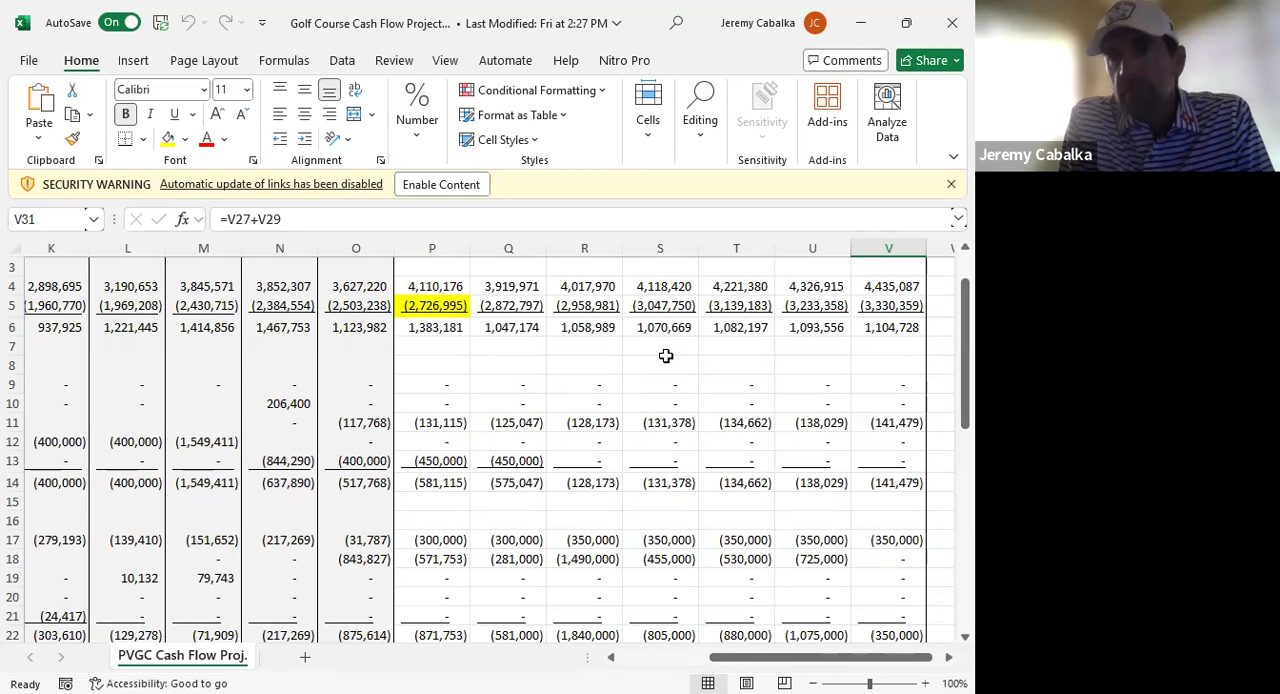 AutoSave On Golf Course Cash Flow Project... • Last Modified: Fri at 2:27 PM Jeremy Cabalka JC
File Home Insert Page Layout Formulas Data Review View Automate Help Nitro Pro Comments Share
Paste Calibri 11 B I U A Number Conditional Formatting Format as Table Cell Styles Cells Editing Sensitivity Add-ins Analyze Data
Clipboard Font Alignment Styles Sensitivity Add-ins
SECURITY WARNING Automatic update of links has been disabled Enable Content
V31 fx =V27+V29
K L M N O P Q R S T U V
3
4 2,898,695 3,190,653 3,845,571 3,852,307 3,627,220 4,110,176 3,919,971 4,017,970 4,118,420 4,221,380 4,326,915 4,435,087
5 (1,960,770) (1,969,208) (2,430,715) (2,384,554) (2,503,238) (2,726,995) (2,872,797) (2,958,981) (3,047,750) (3,139,183) (3,233,358) (3,330,359)
6 937,925 1,221,445 1,414,856 1,467,753 1,123,982 1,383,181 1,047,174 1,058,989 1,070,669 1,082,197 1,093,556 1,104,728
7
8
9 - - - - - - - - - - - -
10 - - - 206,400 - - - - - - - -
11 - (117,768) (131,115) (125,047) (128,173) (131,378) (134,662) (138,029) (141,479)
12 (400,000) (400,000) (1,549,411) - - - - - - - -
13 - - - (844,290) (400,000) (450,000) (450,000) - - - - -
14 (400,000) (400,000) (1,549,411) (637,890) (517,768) (581,115) (575,047) (128,173) (131,378) (134,662) (138,029) (141,479)
15
16
17 (279,193) (139,410) (151,652) (217,269) (31,787) (300,000) (300,000) (350,000) (350,000) (350,000) (350,000) (350,000)
18 - - - - (843,827) (571,753) (281,000) (1,490,000) (455,000) (530,000) (725,000) -
19 - 10,132 79,743 - - - - - - - - -
20 - - - - - - - - - - - -
21 (24,417) - - - - - - - - - - -
22 (303,610) (129,278) (71,909) (217,269) (875,614) (871,753) (581,000) (1,840,000) (805,000) (880,000) (1,075,000) (350,000)
PVGC Cash Flow Proj.
Ready Accessibility: Good to go 100%
Jeremy Cabalka